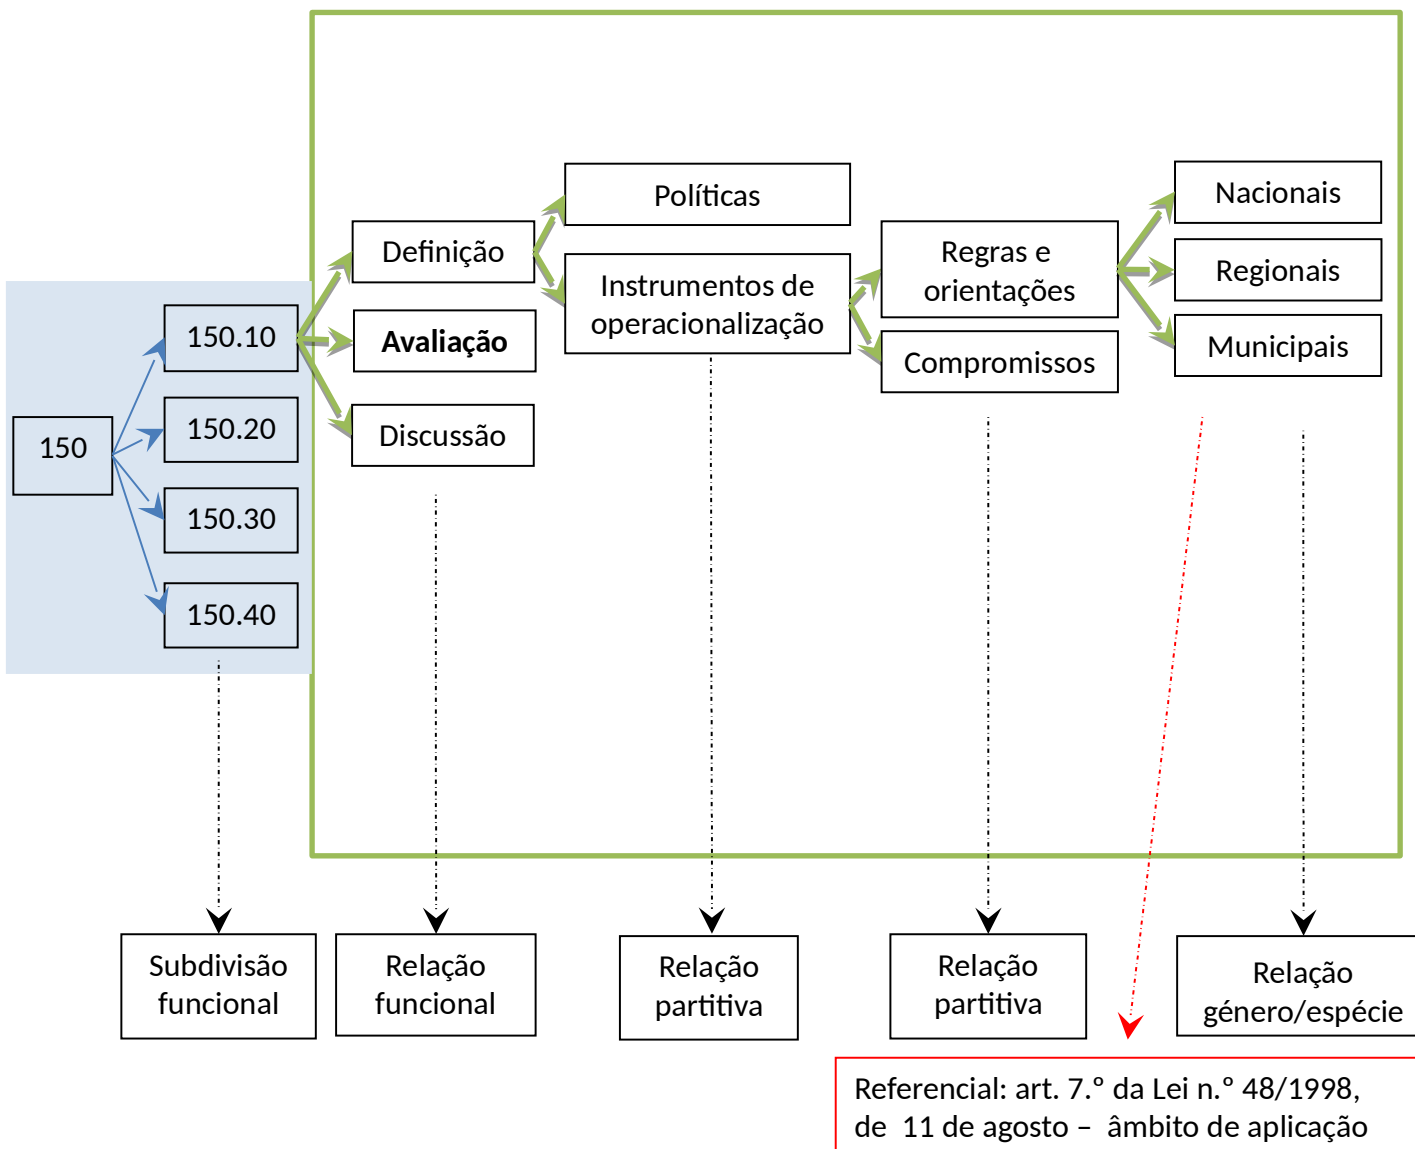 150
150.10
150.20
150.30
150.40
Definição
Avaliação
Discussão
Políticas
Instrumentos de
operacionalização
Regras e
orientações
Compromissos
Nacionais
Regionais
Municipais
Subdivisão
funcional
Relação
funcional
Relação
partitiva
Relação
partitiva
Relação
género/espécie
Referencial: art. 7.º da Lei n.º 48/1998,
de  11 de agosto –  âmbito de aplicação